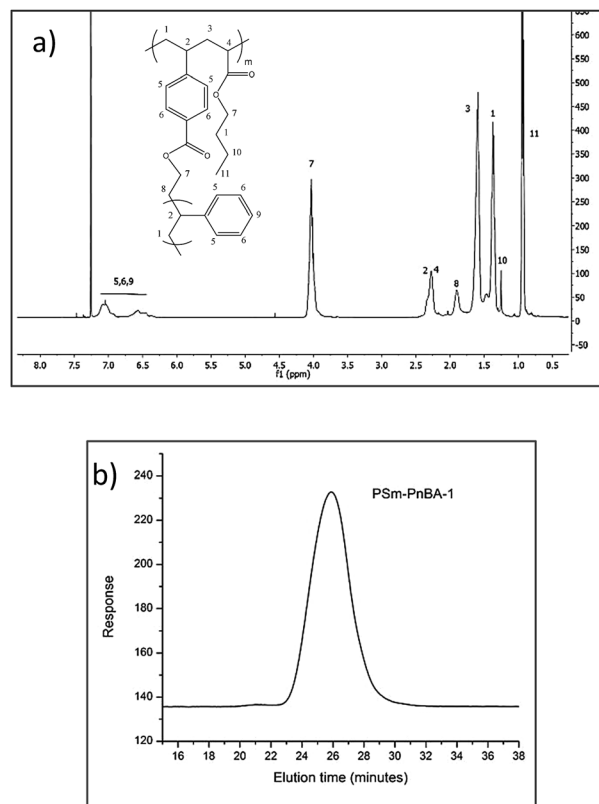 a)
1 3
2 4
m
O
5 5 O
7
6 6 1
O 10
O 11
7
8 5 6
2 9
1 5 6
5,6,9
7
2 4
8
3
1
10
11
650
600
550
500
450
400
350
300
250
200
150
100
50
0
-50
8.0 7.5 7.0 6.5 6.0 5.5 5.0 4.5 4.0 3.5 3.0 2.5 2.0 1.5 1.0 0.5
f1 (ppm)
b)
PSm-PnBA-1
Response
240
220
200
180
160
140
120
16 18 20 22 24 26 28 30 32 34 36 38
Elution time (minutes)